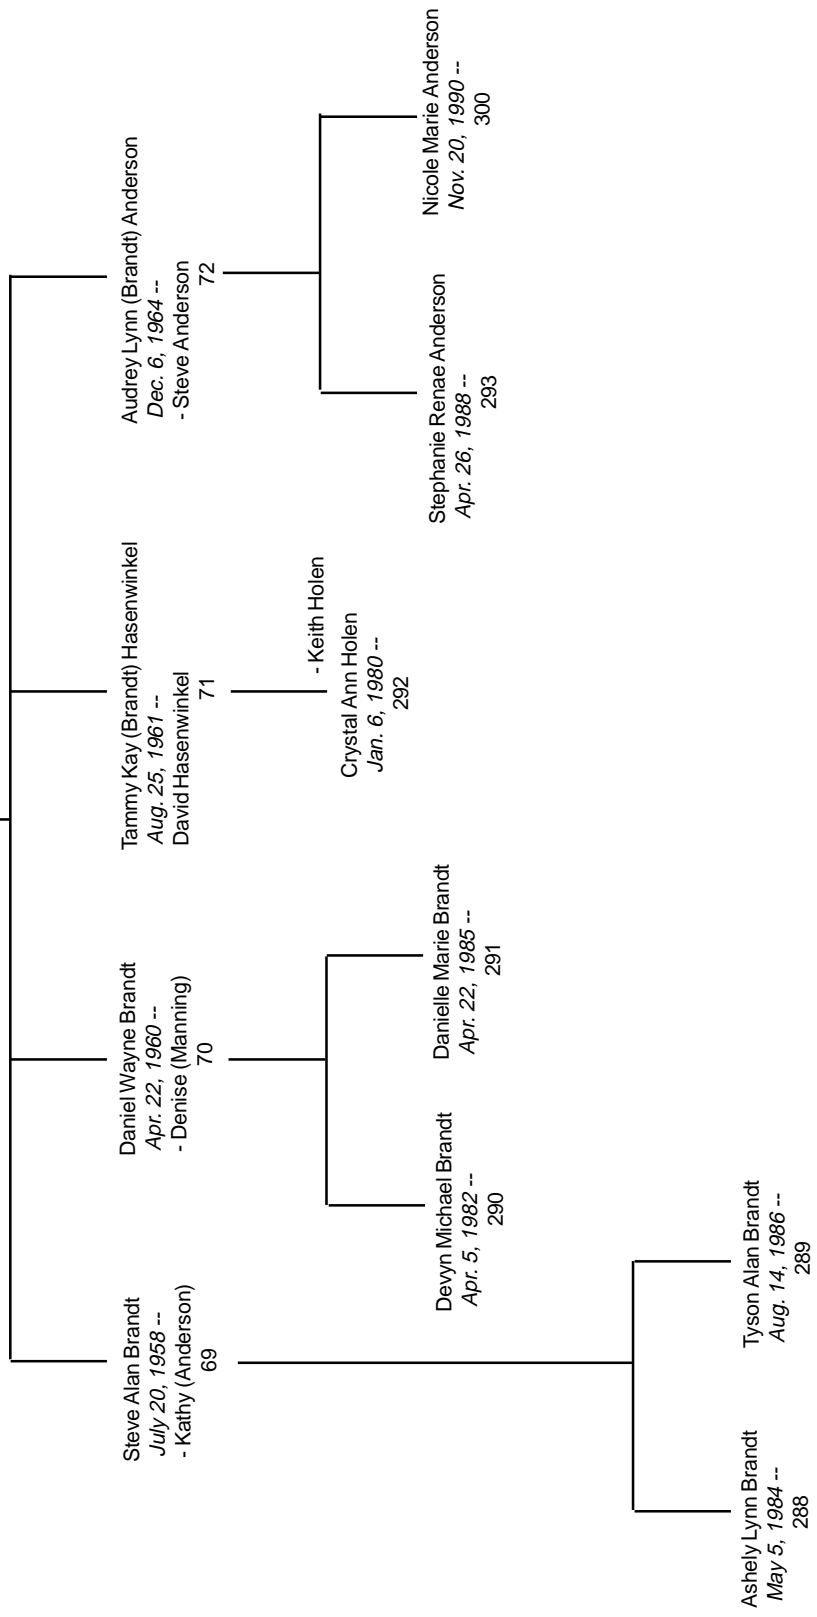 Steve Alan Brandt
July 20, 1958 --
- Kathy (Anderson)
69
Daniel Wayne Brandt
Apr. 22, 1960 --
- Denise (Manning)
70
Tammy Kay (Brandt) Hasenwinkel
Aug. 25, 1961 --
David Hasenwinkel
71
Audrey Lynn (Brandt) Anderson
Dec. 6, 1964 --
- Steve Anderson
72
- Keith Holen
Crystal Ann Holen
Jan. 6, 1980 --
292
Devyn Michael Brandt
Apr. 5, 1982 --
290
Danielle Marie Brandt
Apr. 22, 1985 --
291
Stephanie Renae Anderson
Apr. 26, 1988 --
293
Nicole Marie Anderson
Nov. 20, 1990 --
300
Ashely Lynn Brandt
May 5, 1984 --
288
Tyson Alan Brandt
Aug. 14, 1986 --
289